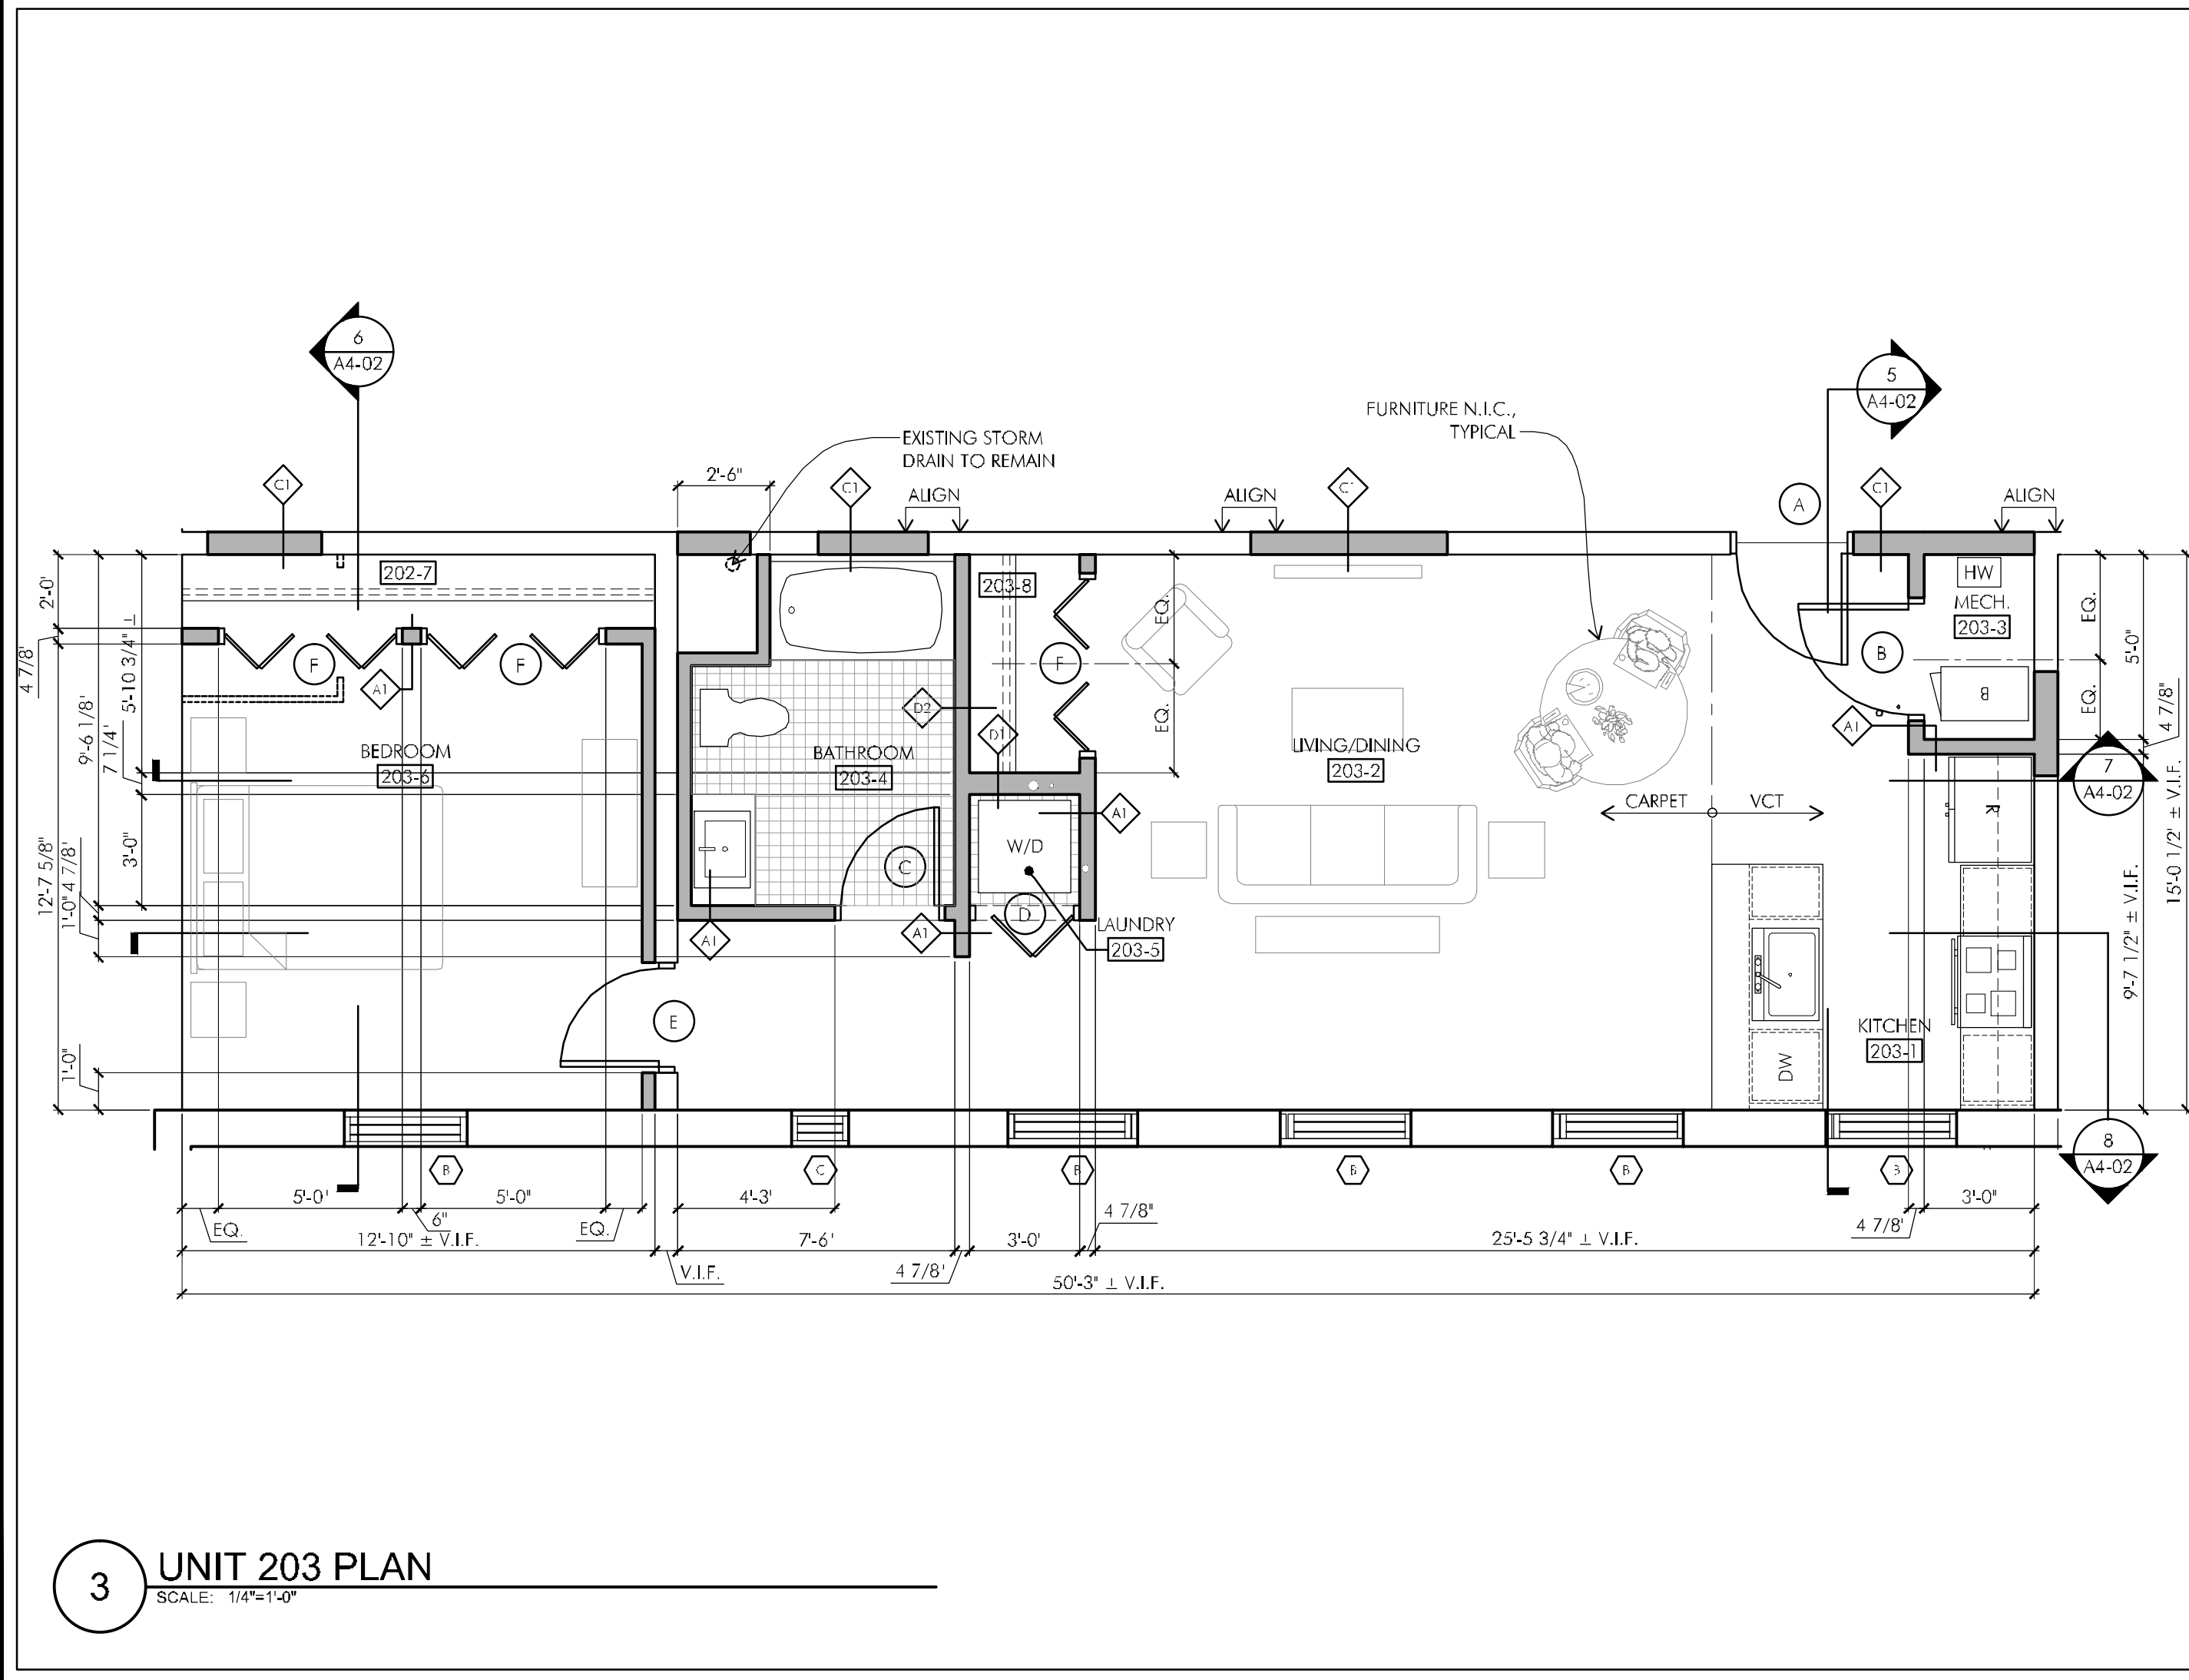 6
A4-02
5
A4-02
FURNITURE N.I.C.,
TYPICAL
EXISTING STORM
DRAIN TO REMAIN
2'-6"
C1
C1
ALIGN
ALIGN
C1
A
C1
ALIGN
202-7
203-8
HW
MECH.
203-3
2'-0"
4 7/8'
5'-10 3/4" ±
9'-6 1/8'
7 1/4'
12'-7 5/8"
1'-0" 4 7/8'
3'-0"
1'-0"
F
F
A1
F
EQ.
EQ.
B
B
EQ.
EQ.
5'-0"
4 7/8"
15'-0 1/2' ± V.I.F.
9'-7 1/2" ± V.I.F.
D2
D1
A1
BEDROOM
203-6
BATHROOM
203-4
LIVING/DINING
203-2
7
A4-02
CARPET
VCT
R
A1
W/D
C
D
A1
A1
LAUNDRY
203-5
E
KITCHEN
203-1
DW
B
C
B
B
B
B
8
A4-02
5'-0'
5'-0"
4'-3'
3'-0"
EQ.
6"
EQ.
4 7/8"
4 7/8'
12'-10" ± V.I.F.
7'-6'
3'-0'
25'-5 3/4" ± V.I.F.
V.I.F.
4 7/8'
50'-3" ± V.I.F.
3
UNIT 203 PLAN
SCALE: 1/4"=1'-0"